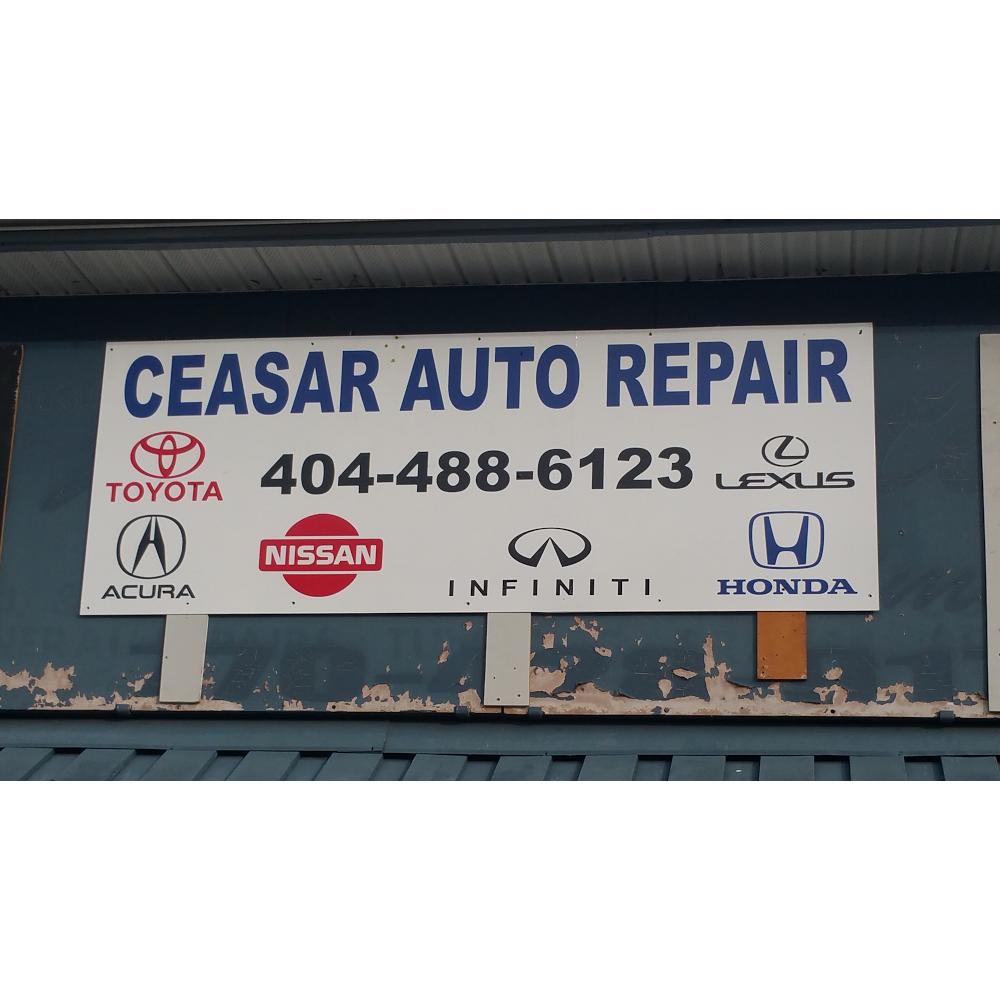 CEASAR AUTO REPAIR
TOYOTA 404-488-6123 LEXUS
ACURA NISSAN INFINITI HONDA